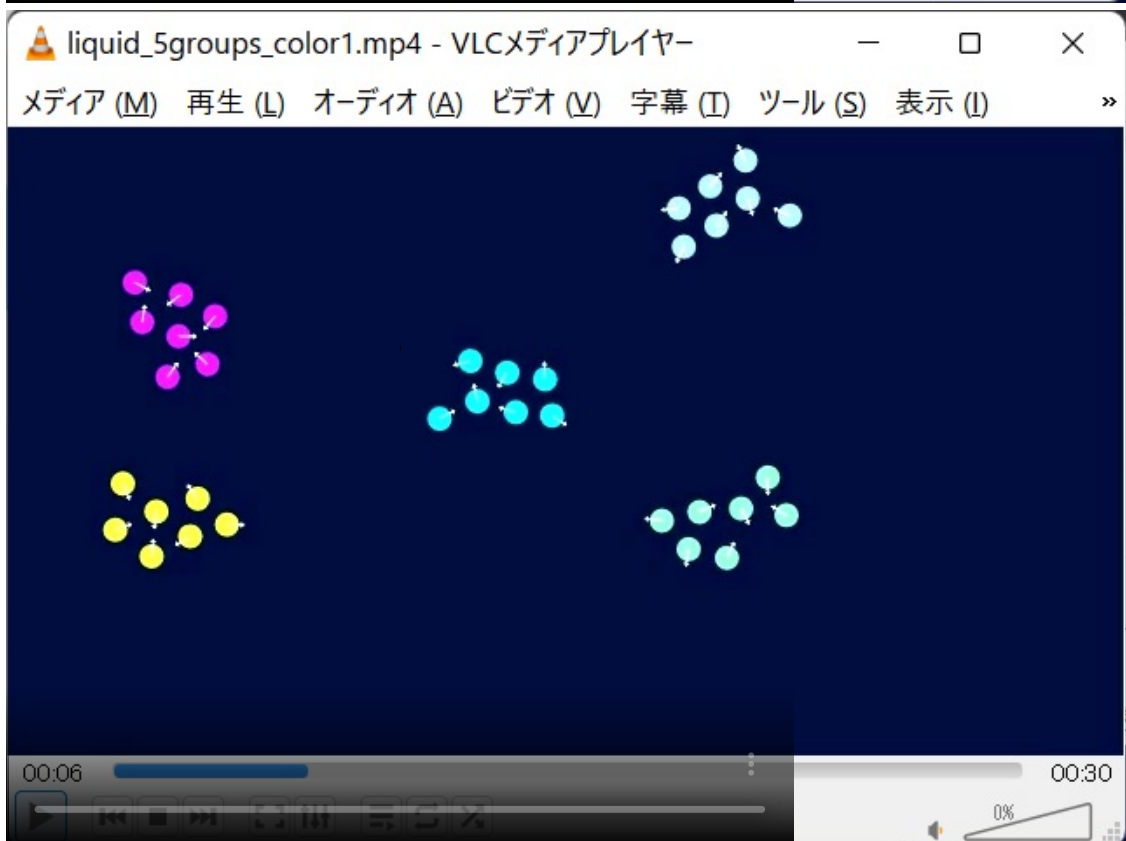 liquid_5groups_color1.mp4 - VLCメディアプレイヤー
メディア (M) 再生 (L) オーディオ (A) ビデオ (V) 字幕 (T) ツール (S) 表示 (I) »
00:06 00:30
0%